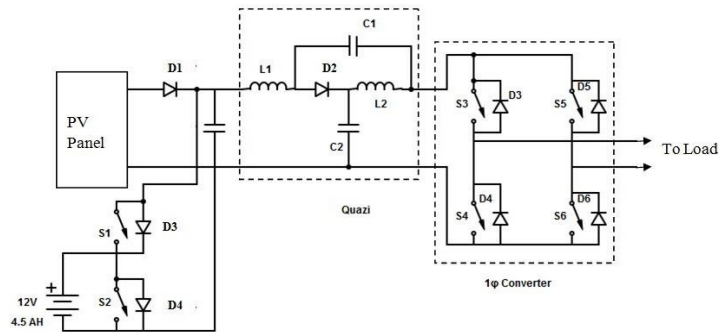 C1
D1
L1
D2
L2
C2
PV
Panel
S3
D3
D5
S5
To Load
D4
S4
D6
S6
Quazi
S1
D3
1φ Converter
12V
4.5 AH
S2
D4